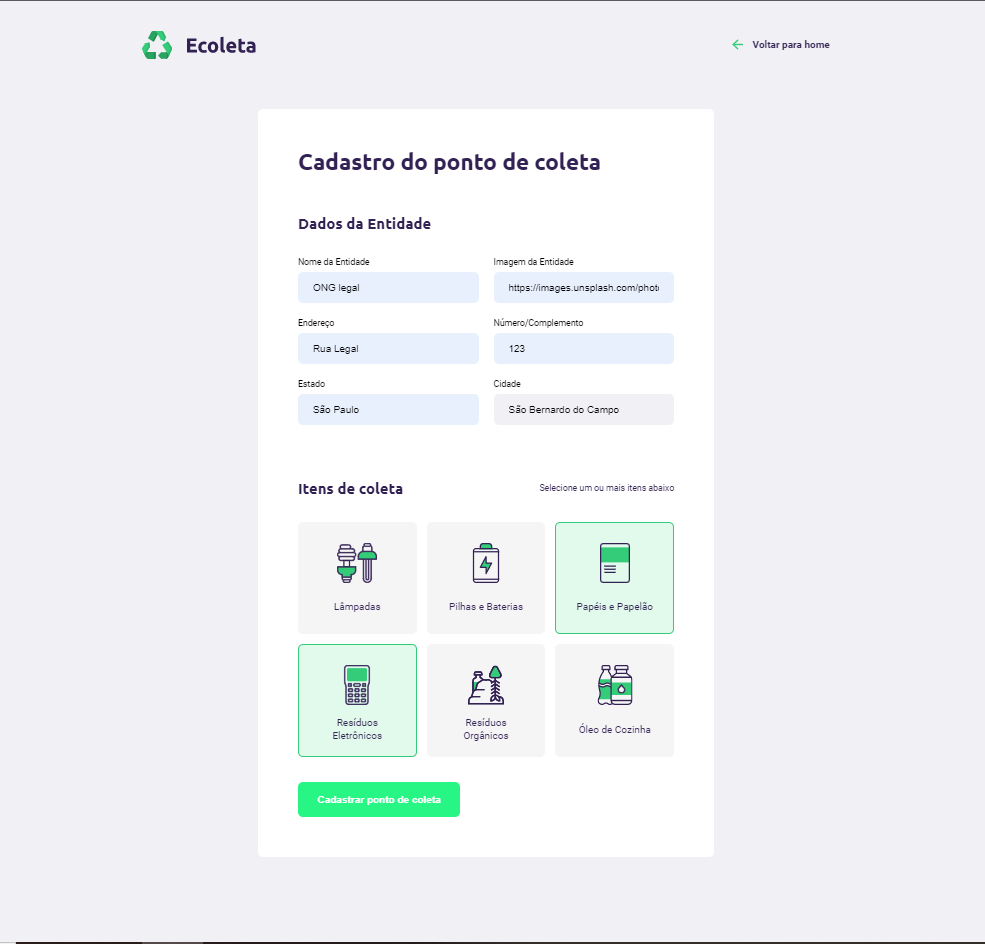 Ecoleta
Voltar para home
Cadastro do ponto de coleta
Dados da Entidade
Nome da Entidade
Imagem da Entidade
ONG legal
https://images.unsplash.com/phot
Endereço
Número/Complemento
Rua Legal
123
Estado
Cidade
São Paulo
São Bernardo do Campo
Itens de coleta
Selecione um ou mais itens abaixo
Lâmpadas
Pilhas e Baterias
Papéis e Papelão
Resíduos
Eletrônicos
Resíduos
Orgânicos
Óleo de Cozinha
Cadastrar ponto de coleta